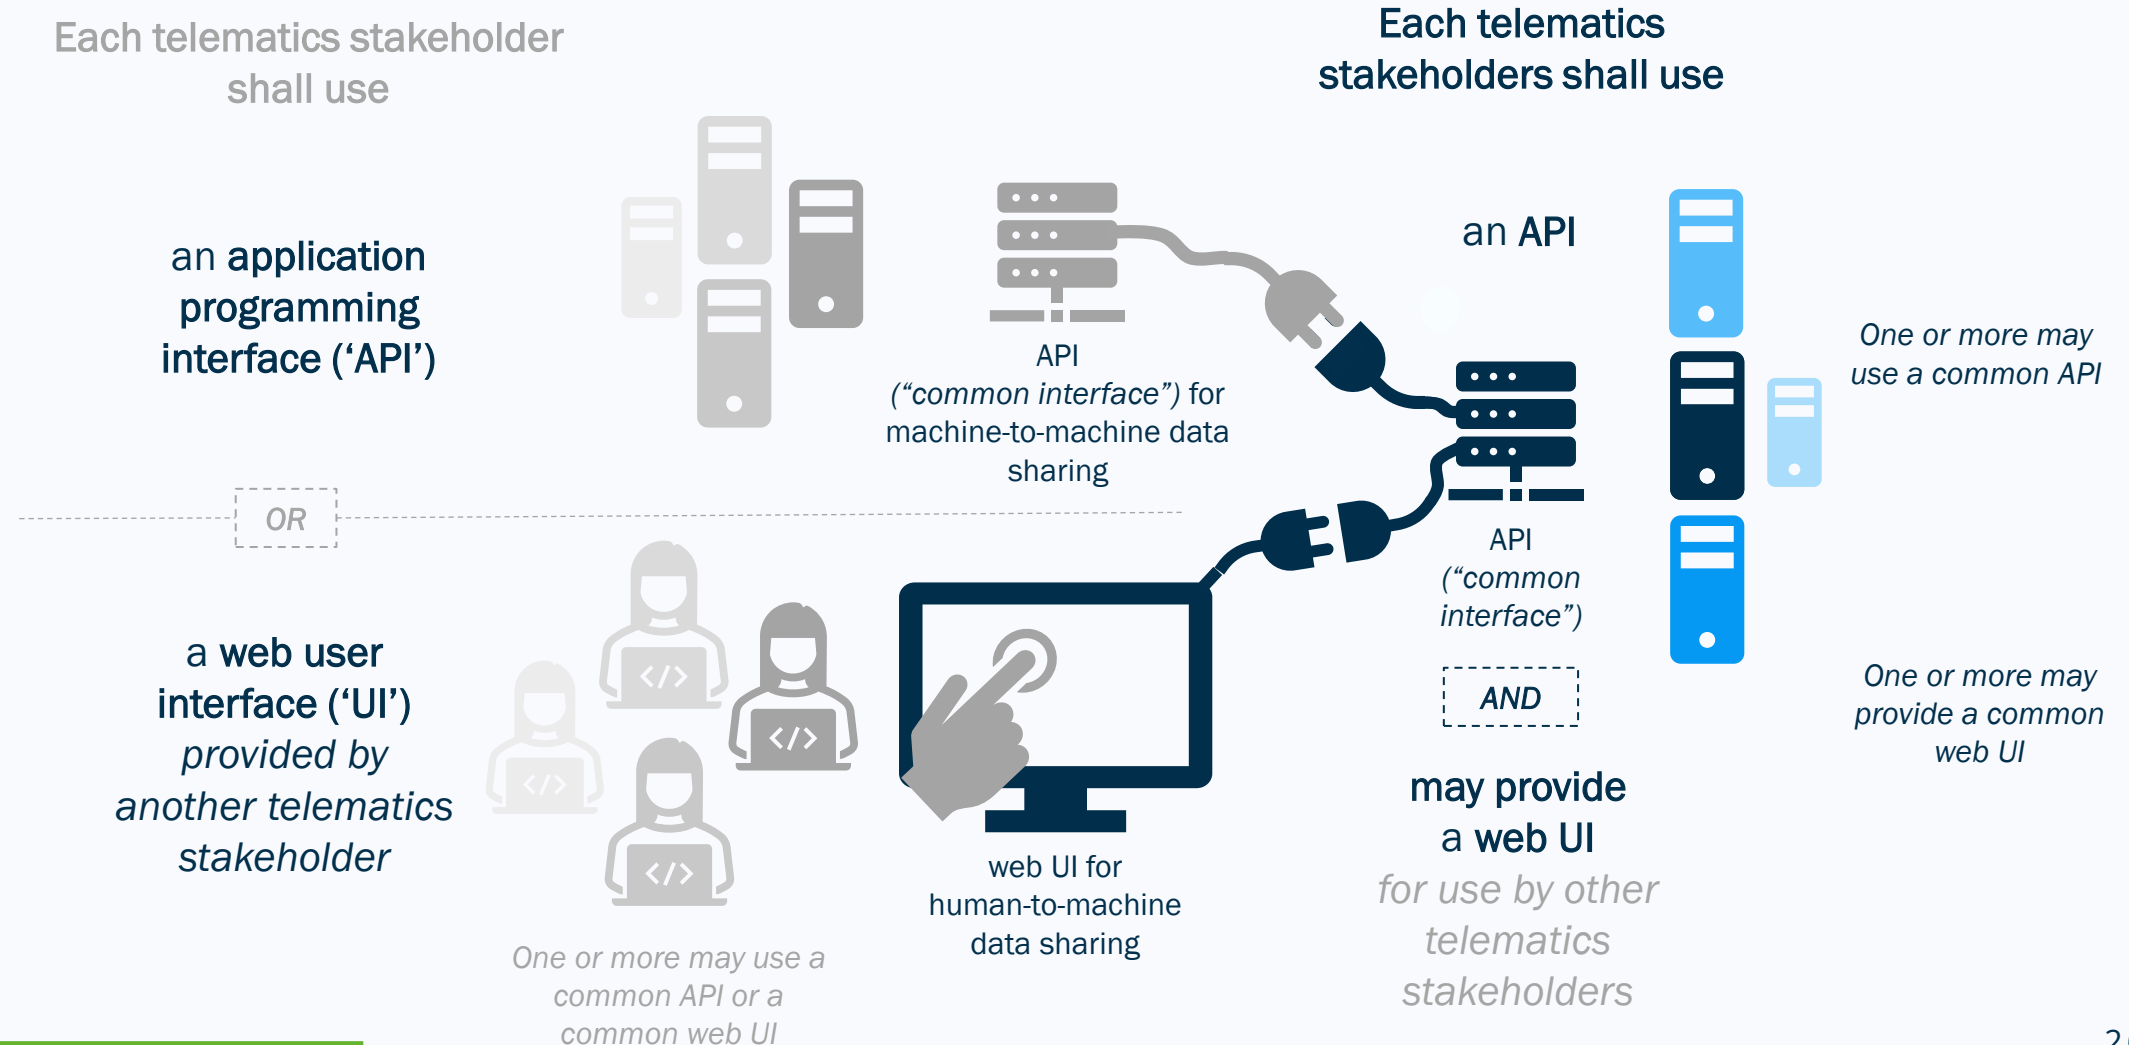 Each telematics stakeholder
shall use
an application
programming
interface (‘API’)
OR
a web user
interface (‘UI’)
provided by
another telematics
stakeholder
</>
</>
</>
</>
One or more may use a
common API or a
common web UI
API
(“common interface”) for
machine-to-machine data
sharing
web UI for
human-to-machine
data sharing
Each telematics
stakeholders shall use
an API
API
(“common
interface”)
AND
may provide
a web UI
for use by other
telematics
stakeholders
One or more may
use a common API
One or more may
provide a common
web UI